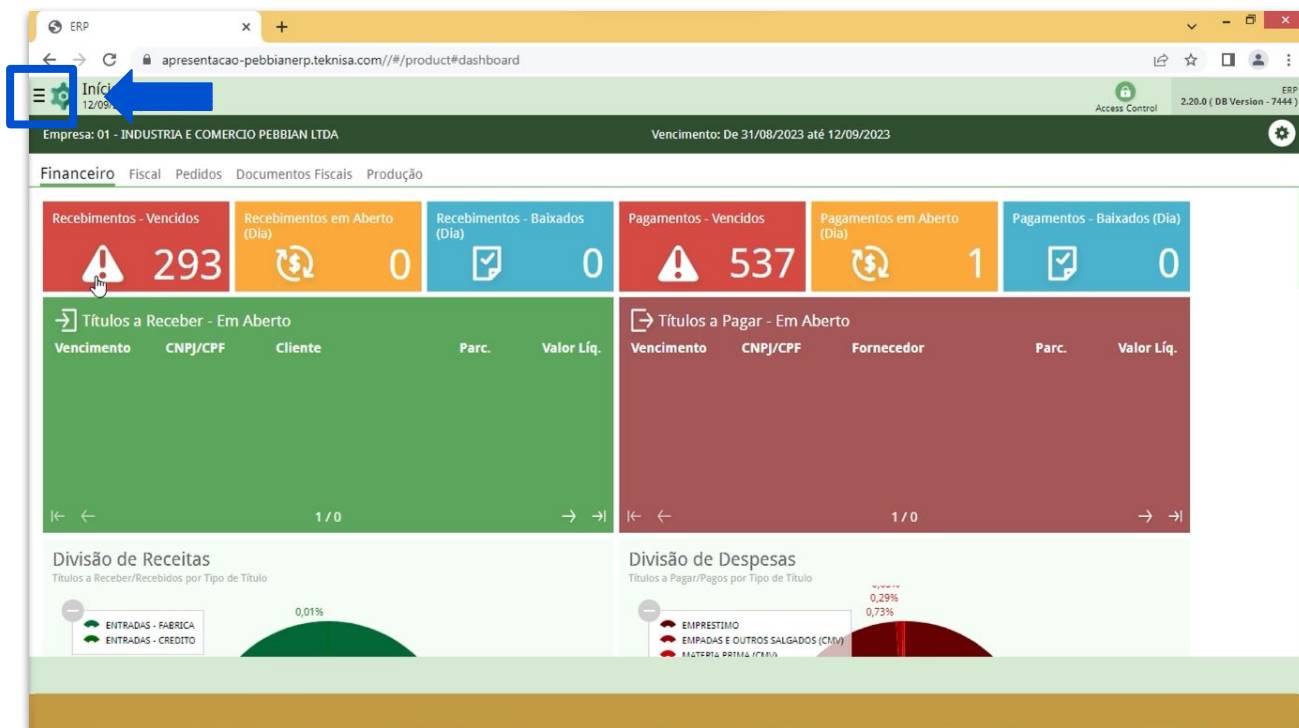 ERP
apresentacao-pebbianerp.teknisa.com//#/product#dashboard
12/09/
Access Control
ERP
2.20.0 ( DB Version - 7444 )
Empresa: 01 - INDUSTRIA E COMERCIO PEBBIAN LTDA
Vencimento: De 31/08/2023 até 12/09/2023
Financeiro Fiscal Pedidos Documentos Fiscais Produção
Recebimentos - Vencidos
293
Recebimentos em Aberto
(Dia)
0
Recebimentos - Baixados
(Dia)
0
Pagamentos - Vencidos
537
Pagamentos em Aberto
(Dia)
1
Pagamentos - Baixados (Dia)
0
Títulos a Receber - Em Aberto
Vencimento CNPJ/CPF Cliente Parc. Valor Líq.
1 / 0
Títulos a Pagar - Em Aberto
Vencimento CNPJ/CPF Fornecedor Parc. Valor Líq.
1 / 0
Divisão de Receitas
Títulos a Receber/Recebidos por Tipo de Título
ENTRADAS - FABRICA
ENTRADAS - CREDITO
0,01%
Divisão de Despesas
Títulos a Pagar/Pagos por Tipo de Título
0,29%
0,73%
EMPRESTIMO
EMPADAS E OUTROS SALGADOS (CMV)
MATERIA PRIMA (CMV)